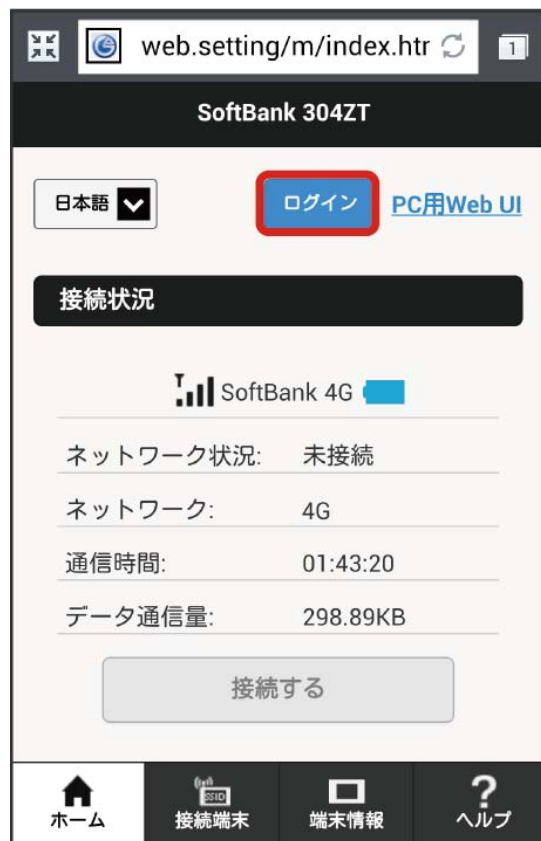 web.setting/m/index.htr
1
SoftBank 304ZT
日本語 ログイン PC用Web UI
接続状況
SoftBank 4G
ネットワーク状況: 未接続
ネットワーク: 4G
通信時間: 01:43:20
データ通信量: 298.89KB
接続する
SSID
ホーム 接続端末 端末情報 ヘルプ